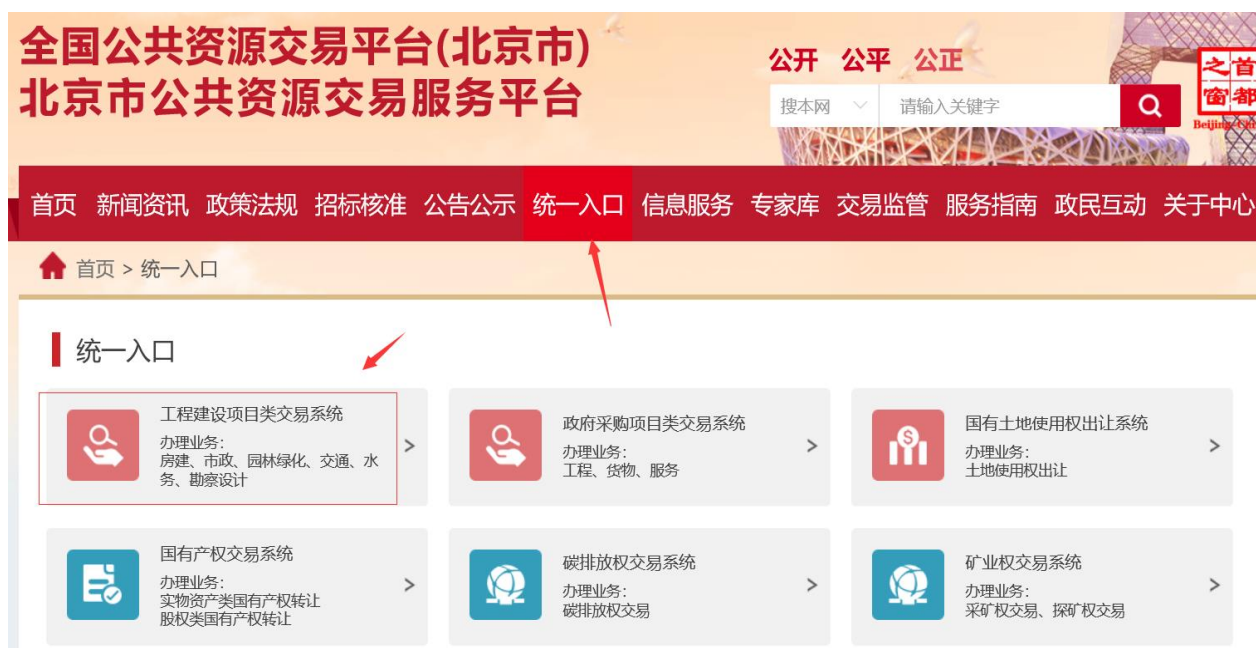 全国公共资源交易平台(北京市)
北京市公共资源交易服务平台
公开 公平 公正
搜本网 请输入关键字
首都
之窗
首页 新闻资讯 政策法规 招标核准 公告公示 统一入口 信息服务 专家库 交易监管 服务指南 政民互动 关于中心
首页 > 统一入口
统一入口
工程建设项目类交易系统
办理业务:
房建、市政、园林绿化、交通、水
务、勘察设计
>
政府采购项目类交易系统
办理业务:
工程、货物、服务
>
国有土地使用权出让系统
办理业务:
土地使用权出让
>
国有产权交易系统
办理业务:
实物资产类国有产权转让
股权类国有产权转让
>
碳排放权交易系统
办理业务:
碳排放权交易
>
矿业权交易系统
办理业务:
采矿权交易、探矿权交易
>